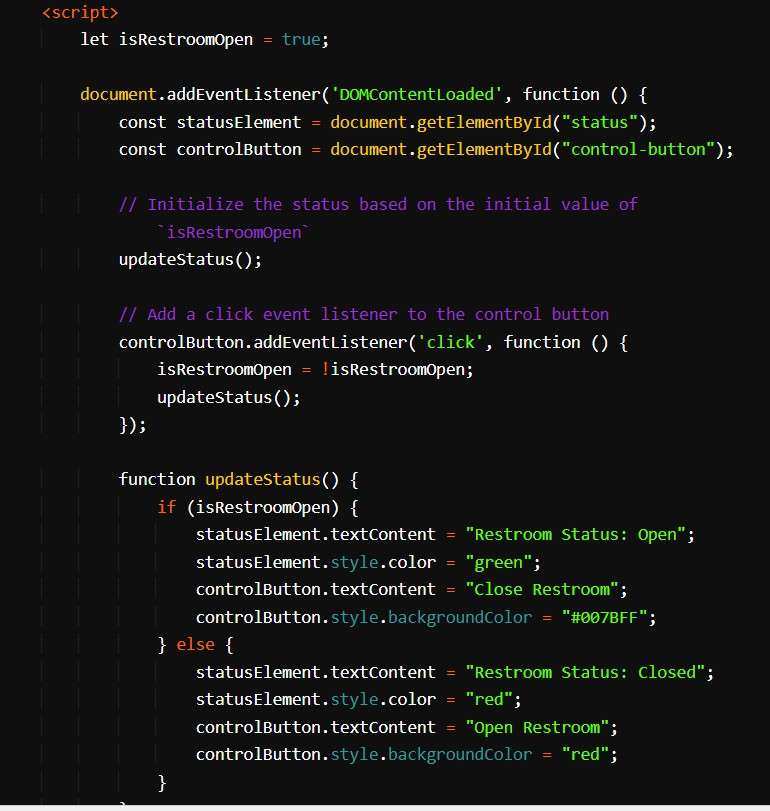 <script>
let isRestroomOpen = true;
document.addEventListener('DOMContentLoaded', function () {
const statusElement = document.getElementById("status");
const controlButton = document.getElementById("control-button");
// Initialize the status based on the initial value of
`isRestroomOpen`
updateStatus();
// Add a click event listener to the control button
controlButton.addEventListener('click', function () {
isRestroomOpen = !isRestroomOpen;
updateStatus();
});
function updateStatus() {
if (isRestroomOpen) {
statusElement.textContent = "Restroom Status: Open";
statusElement.style.color = "green";
controlButton.textContent = "Close Restroom";
controlButton.style.backgroundColor = "#007BFF";
} else {
statusElement.textContent = "Restroom Status: Closed";
statusElement.style.color = "red";
controlButton.textContent = "Open Restroom";
controlButton.style.backgroundColor = "red";
}